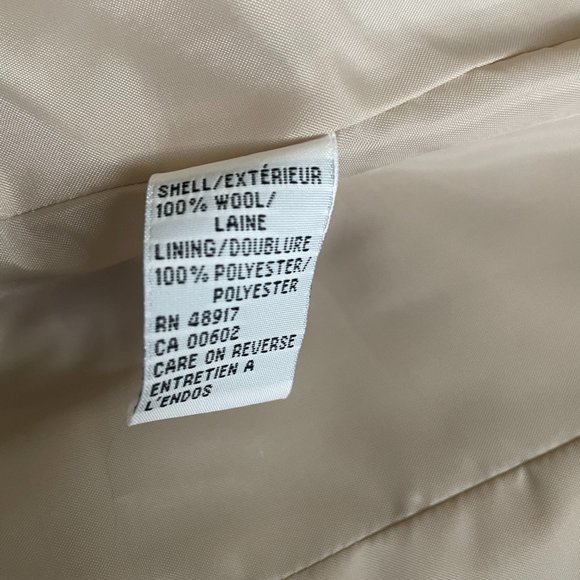 SHELL/EXTÉRIEUR
100% WOOL/
LAINE
LINING/DOUBLURE
100% POLYESTER/
POLYESTER
RN 48917
CA 00602
CARE ON REVERSE
ENTRETIEN A
L'ENDOS